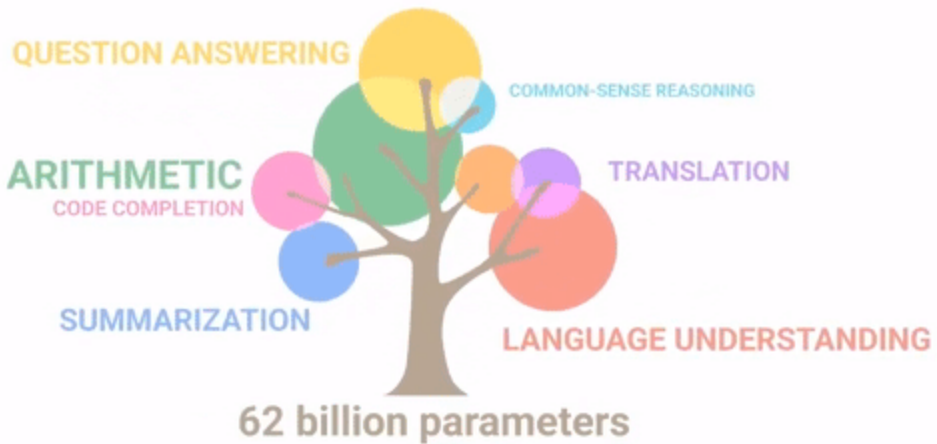 QUESTION ANSWERING
COMMON-SENSE REASONING
ARITHMETIC
TRANSLATION
CODE COMPLETION
SUMMARIZATION
LANGUAGE UNDERSTANDING
62 billion parameters